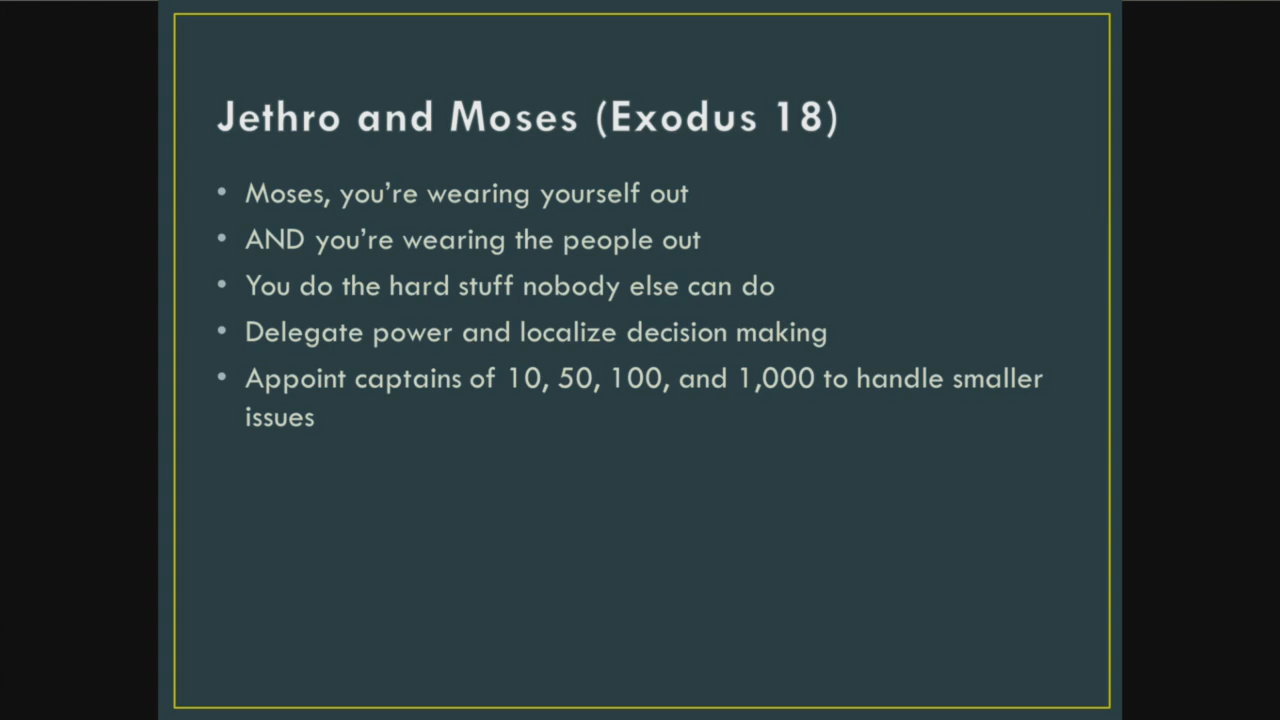 Jethro and Moses (Exodus 18)
• Moses, you’re wearing yourself out
• AND you’re wearing the people out
• You do the hard stuff nobody else can do
• Delegate power and localize decision making
• Appoint captains of 10, 50, 100, and 1,000 to handle smaller
issues